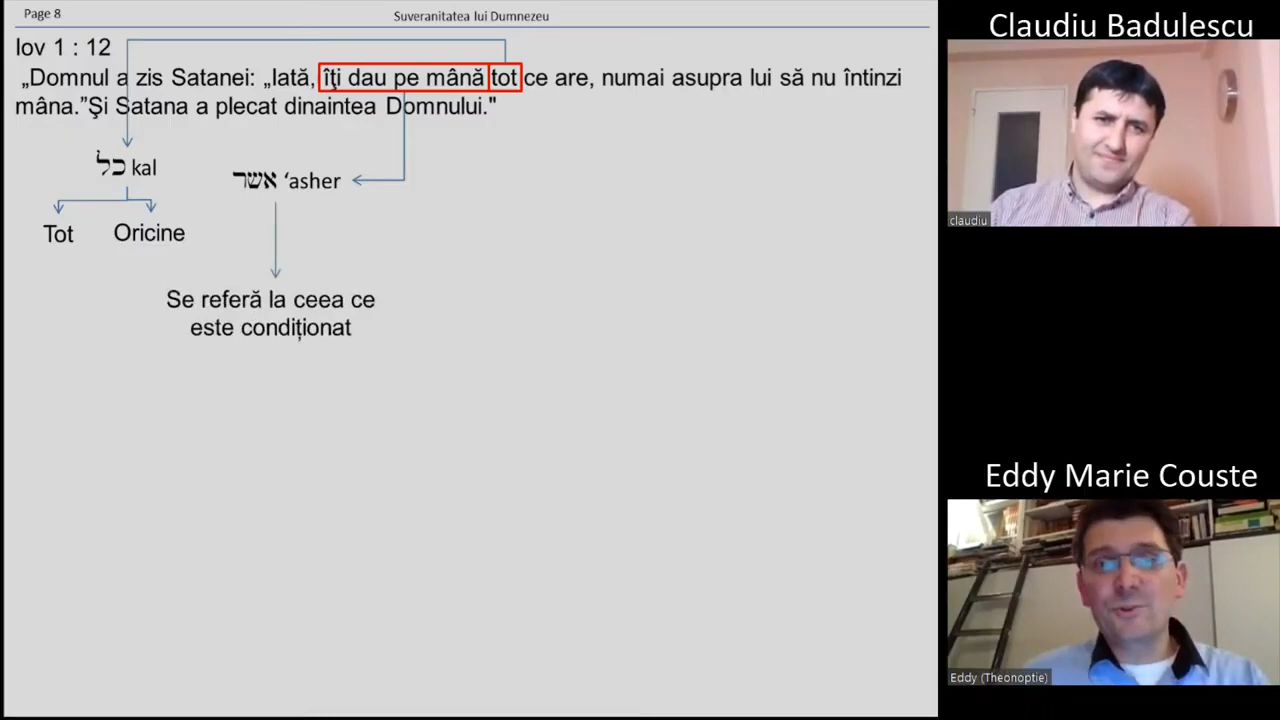 Page 8
Suveranitatea lui Dumnezeu
Iov 1 : 12
„Domnul a zis Satanei: „Iată, îţi dau pe mână tot ce are, numai asupra lui să nu întinzi
mâna.”Şi Satana a plecat dinaintea Domnului."
כל kal
אשר ‘asher
Tot
Oricine
Se referă la ceea ce
este condiționat
Claudiu Badulescu
claudiu
Eddy Marie Couste
Eddy (Theonoptie)